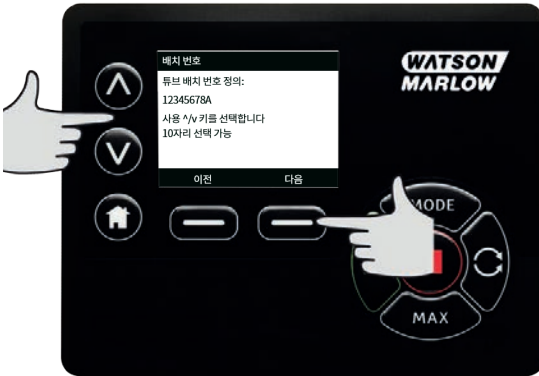 배치 번호
튜브 배치 번호 정의:
12345678A
사용 ^/v 키를 선택합니다
10자리 선택 가능
이전 다음
WATSON
MARLOW
MODE
MAX